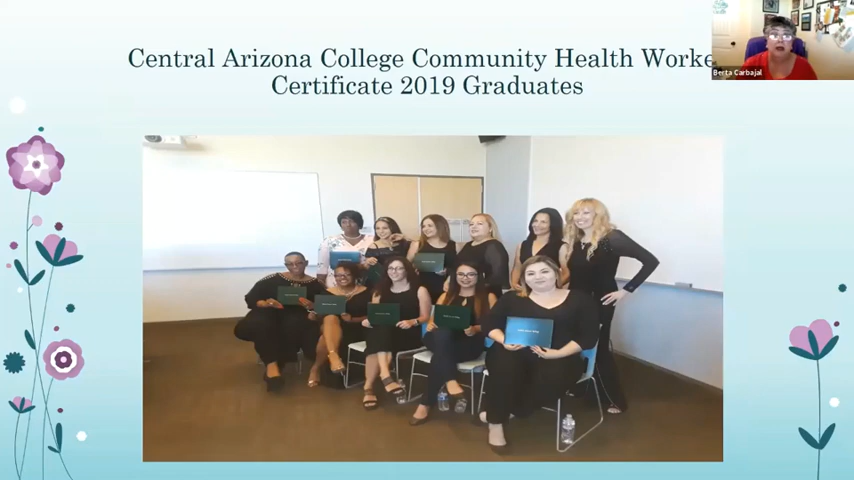 Central Arizona College Community Health Worke
Certificate 2019 Graduates
Berta Carbajal